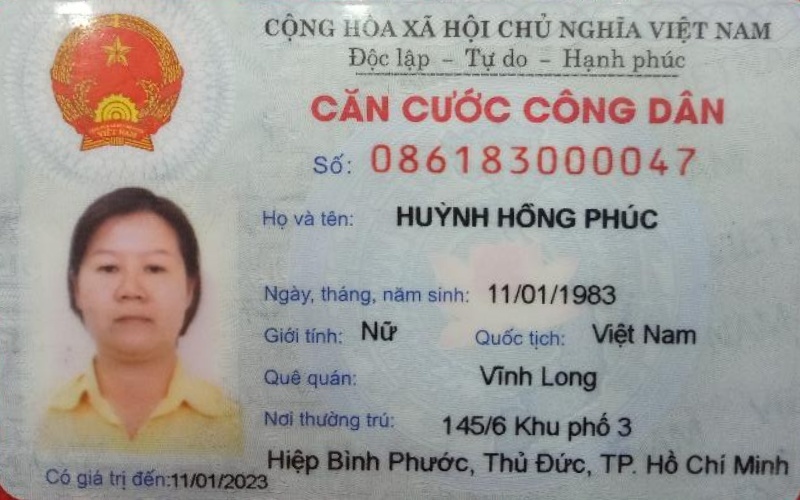 CỘNG HÒA XÃ HỘI CHỦ NGHĨA VIỆT NAM
Độc lập - Tự do - Hạnh phúc
CĂN CƯỚC CÔNG DÂN
Số: 086183000047
Họ và tên: HUỲNH HỒNG PHÚC
Ngày, tháng, năm sinh: 11/01/1983
Giới tính: Nữ Quốc tịch: Việt Nam
Quê quán: Vĩnh Long
Nơi thường trú: 145/6 Khu phố 3
Hiệp Bình Phước, Thủ Đức, TP. Hồ Chí Minh
Có giá trị đến: 11/01/2023
VIỆT NAM